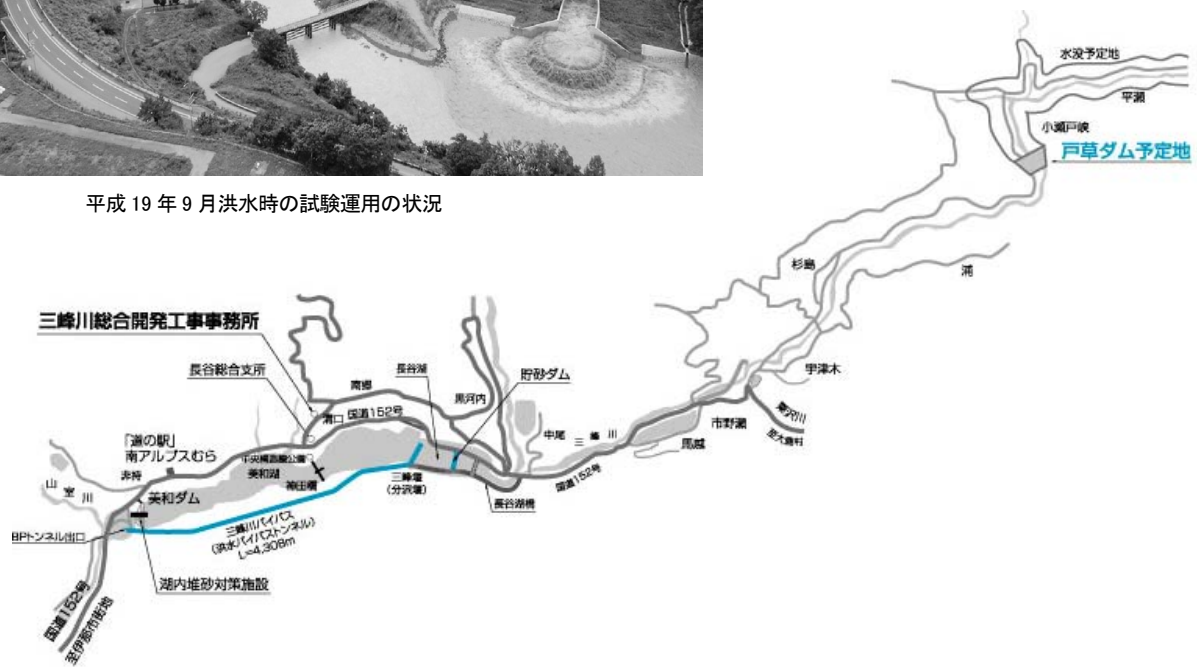 平成 19 年 9 月洪水時の試験運用の状況
水没予定地
平瀬
小瀬戸峡
戸草ダム予定地
杉島
浦
三峰川総合開発工事事務所
長谷総合支所
長谷湖
貯砂ダム
南郷
黒河内
国道152号
溝口
宇津木
粟沢川
至大鹿村
市野瀬
中尾
三峰川
馬越
「道の駅」
南アルプスむら
中央構造線公園
非持
美和湖
神田橋
三峰堰
(分派堰)
国道152号
長谷湖橋
山室川
美和ダム
三峰川バイパス
(洪水バイパストンネル)
L=4,308m
BPトンネル出口
湖内堆砂対策施設
国道152号
至伊那市街地